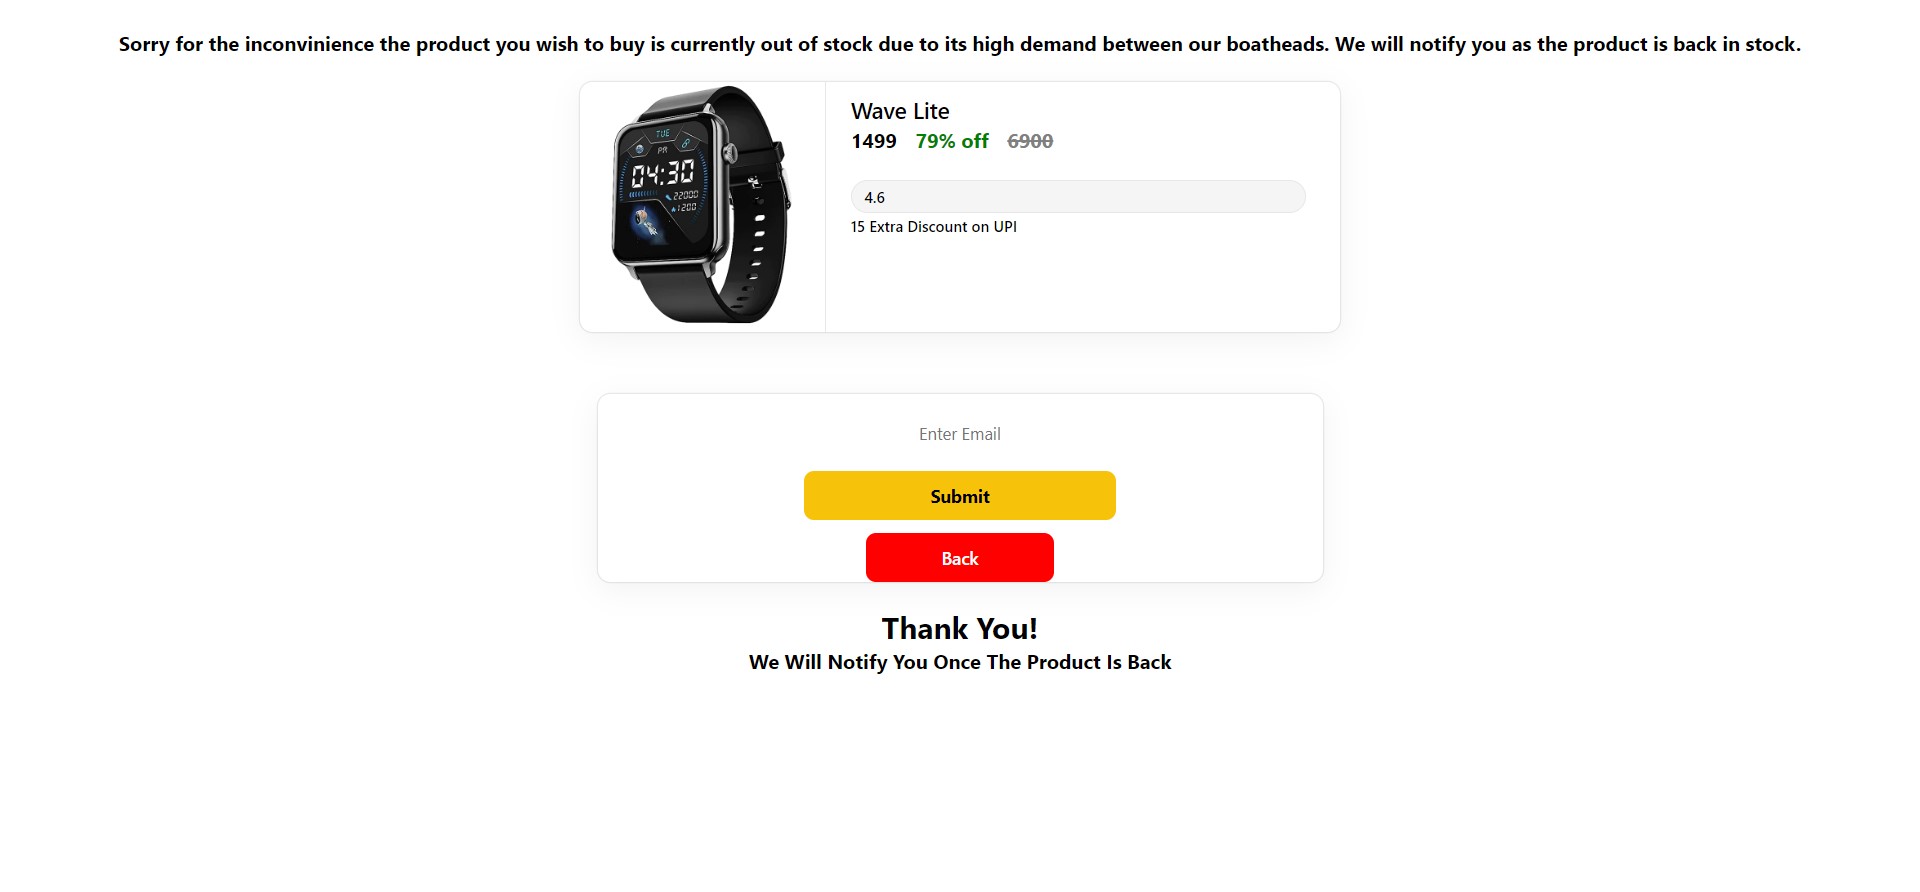 Sorry for the inconvinience the product you wish to buy is currently out of stock due to its high demand between our boatheads. We will notify you as the product is back in stock.
TUE
PM
04:30
22000
1200
Wave Lite
1499 79% off 6900
4.6
15 Extra Discount on UPI
Enter Email
Submit
Back
Thank You!
We Will Notify You Once The Product Is Back